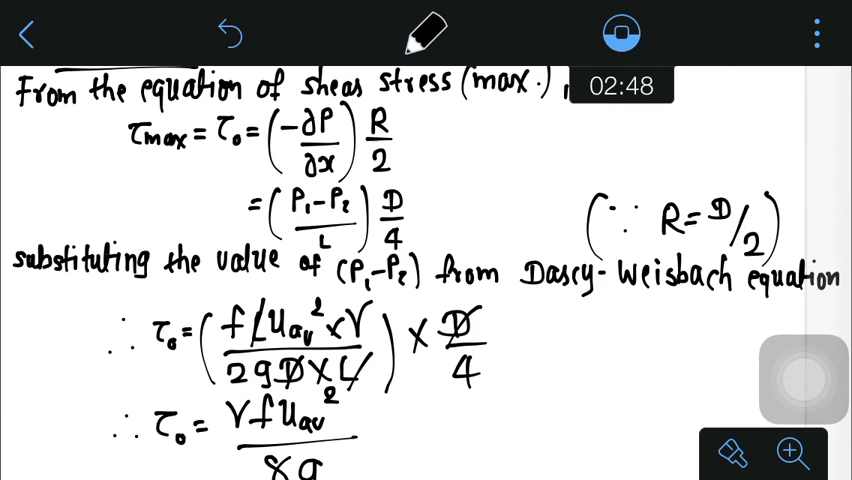 From the equation of shear stress (max.),
02:48
τmax = τ₀ = (-∂P/∂x) R/2
= (P₁-P₂/L) D/4
(∵ R = D/2)
substituting the value of (P₁-P₂) from Darcy-Weisbach equation
∴ τ₀ = (fLUav² × γ / 2gD × L) × D/4
∴ τ₀ = γfUav² / 8g